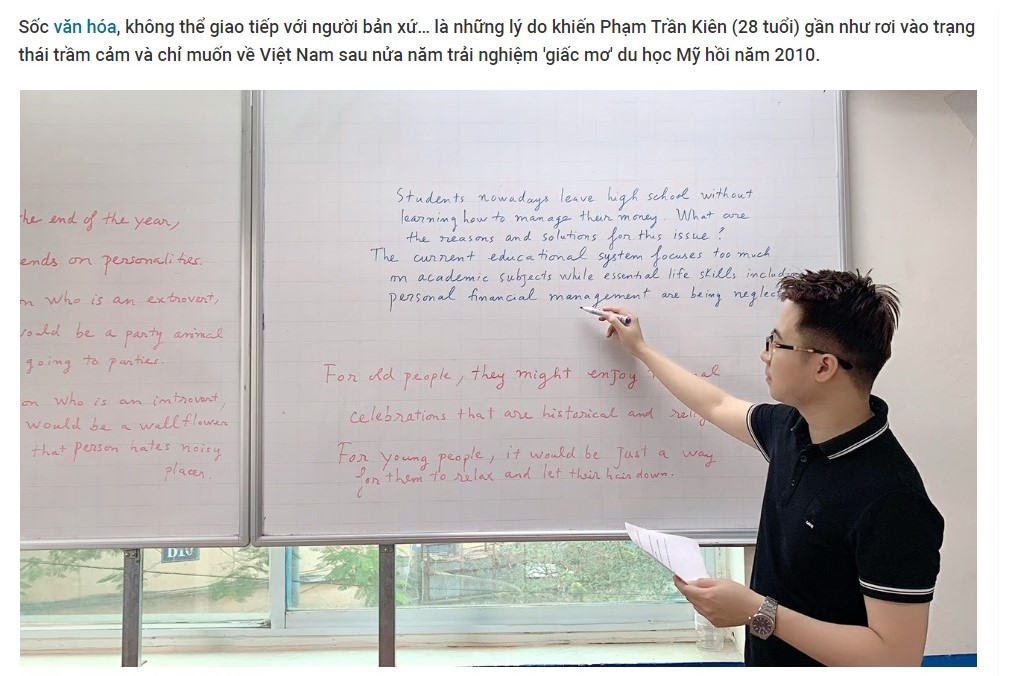 Sốc văn hóa, không thể giao tiếp với người bản xứ... là những lý do khiến Phạm Trần Kiên (28 tuổi) gần như rơi vào trạng
thái trầm cảm và chỉ muốn về Việt Nam sau nửa năm trải nghiệm 'giấc mơ' du học Mỹ hồi năm 2010.
he end of the year,
ends on personalities.
n who is an extrovert,
ould be a party animal
going to parties.
on who is an introvert,
would be a wallflower
that person hates noisy
places.
Students nowadays leave high school without
learning how to manage their money. What are
the reasons and solutions for this issue?
The current educational system focuses too much
on academic subjects while essential life skills includ
personal financial management are being neglect
For old people, they might enjoy al
celebrations that are historical and reli
For young people, it would be just a way
for them to relax and let their hair down.